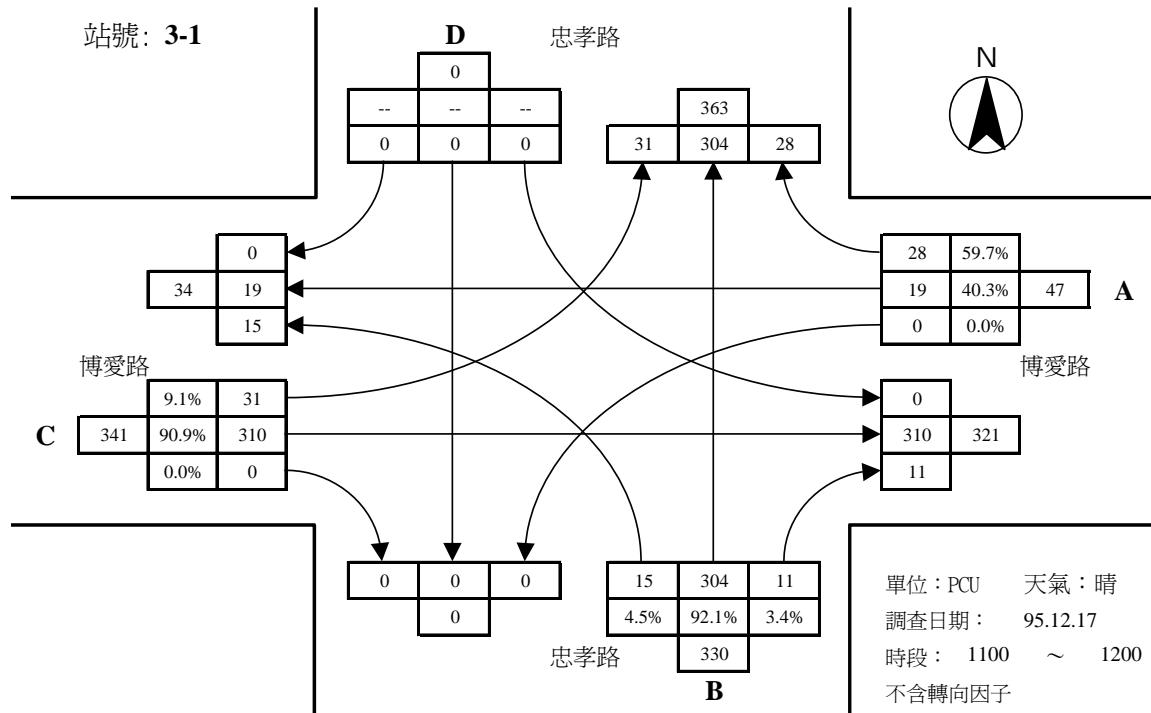 站號: 3-1
D
忠孝路
N
0
-- -- --
0 0 0
363
31 304 28
0
34 19
15
28 59.7%
19 40.3% 47
0 0.0%
A
博愛路
博愛路
9.1% 31
C
341 90.9% 310
0.0% 0
0
310 321
11
0 0 0
0
15 304 11
4.5% 92.1% 3.4%
330
忠孝路
B
單位：PCU 天氣：晴
調查日期： 95.12.17
時段： 1100 ～ 1200
不含轉向因子